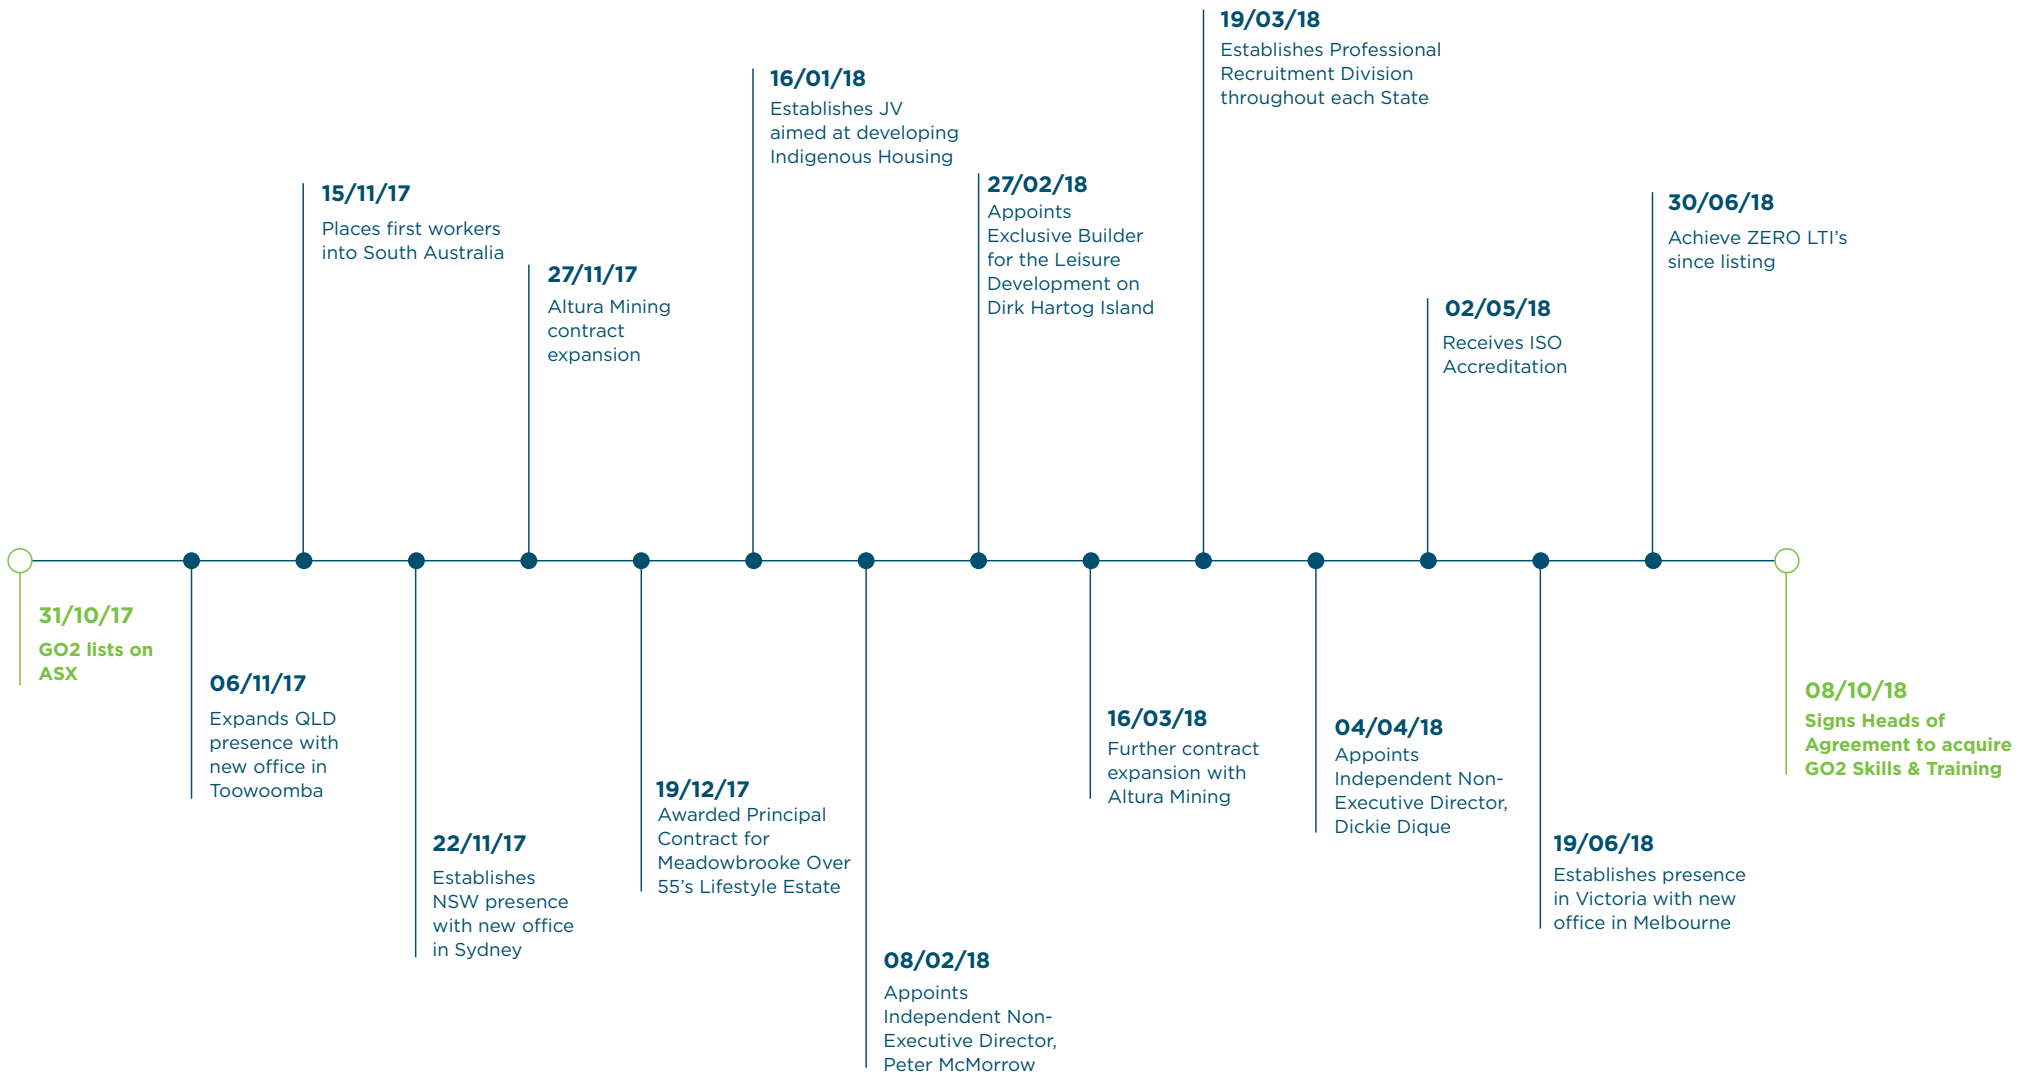 31/10/17
GO2 lists on
ASX
06/11/17
Expands QLD
presence with
new office in
Toowoomba
15/11/17
Places first workers
into South Australia
22/11/17
Establishes
NSW presence
with new office
in Sydney
27/11/17
Altura Mining
contract
expansion
19/12/17
Awarded Principal
Contract for
Meadowbrooke Over
55's Lifestyle Estate
16/01/18
Establishes JV
aimed at developing
Indigenous Housing
08/02/18
Appoints
Independent Non-
Executive Director,
Peter McMorrow
27/02/18
Appoints
Exclusive Builder
for the Leisure
Development on
Dirk Hartog Island
16/03/18
Further contract
expansion with
Altura Mining
19/03/18
Establishes Professional
Recruitment Division
throughout each State
04/04/18
Appoints
Independent Non-
Executive Director,
Dickie Dique
02/05/18
Receives ISO
Accreditation
19/06/18
Establishes presence
in Victoria with new
office in Melbourne
30/06/18
Achieve ZERO LTI's
since listing
08/10/18
Signs Heads of
Agreement to acquire
GO2 Skills & Training